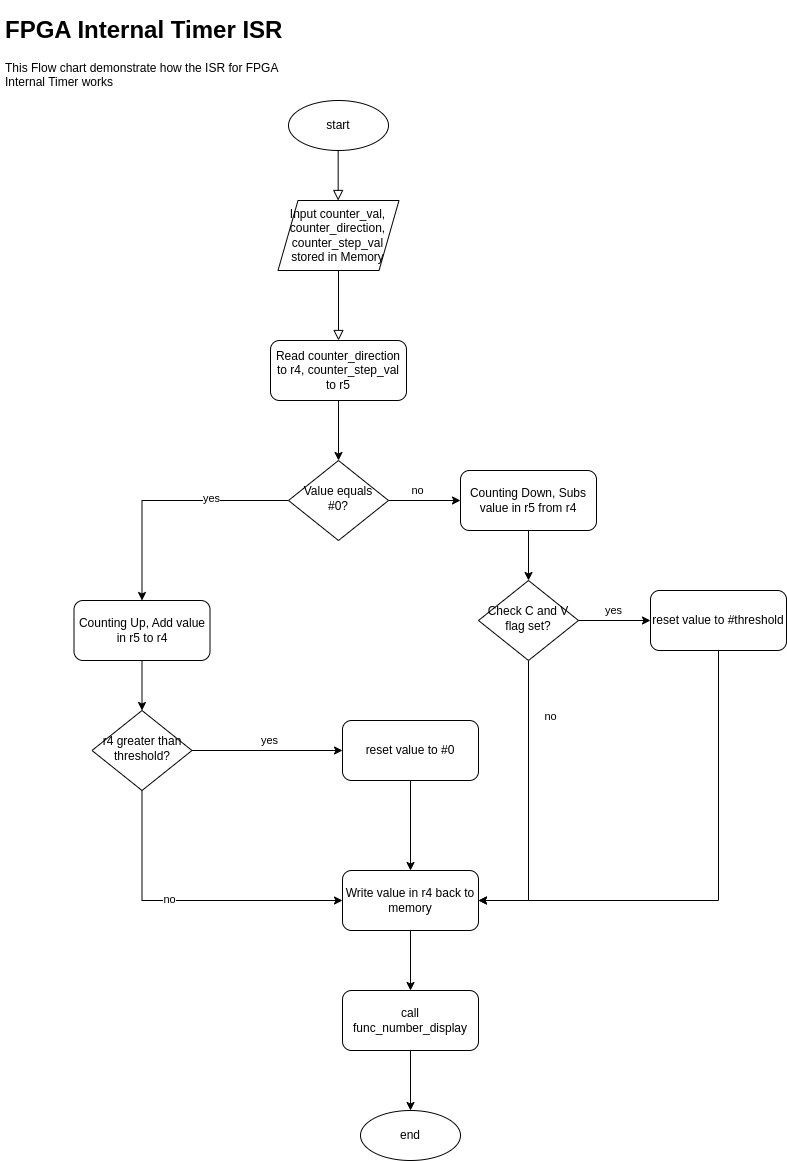 FPGA Internal Timer ISR
This Flow chart demonstrate how the ISR for FPGA
Internal Timer works
start
Input counter_val,
counter_direction,
counter_step_val
stored in Memory
Read counter_direction
to r4, counter_step_val
to r5
Value equals
#0?
yes
no
Counting Down, Subs
value in r5 from r4
Check C and V
flag set?
yes
reset value to #threshold
Counting Up, Add value
in r5 to r4
no
r4 greater than
threshold?
yes
reset value to #0
no
Write value in r4 back to
memory
call
func_number_display
end